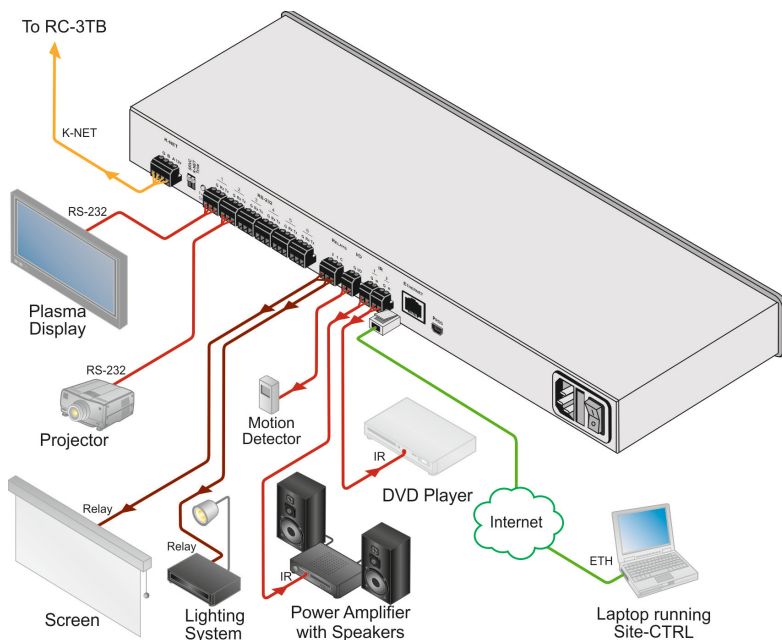 To RC-3TB
K-NET
K-NET
RS-232
RS-232
RELAYS
I/O
IR
ETHERNET
PROG
Plasma
Display
RS-232
Projector
Motion
Detector
IR
DVD Player
Internet
ETH
Relay
Screen
Relay
Lighting
System
IR
Power Amplifier
with Speakers
Laptop running
Site-CTRL